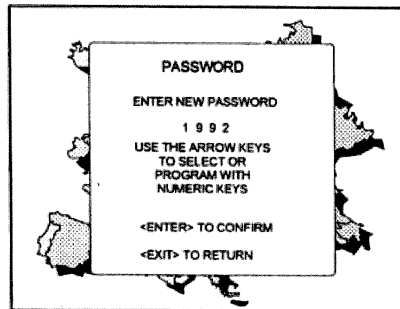 PASSWORD
ENTER NEW PASSWORD
1 9 9 2
USE THE ARROW KEYS
TO SELECT OR
PROGRAM WITH
NUMERIC KEYS
<ENTER> TO CONFIRM
<EXIT> TO RETURN